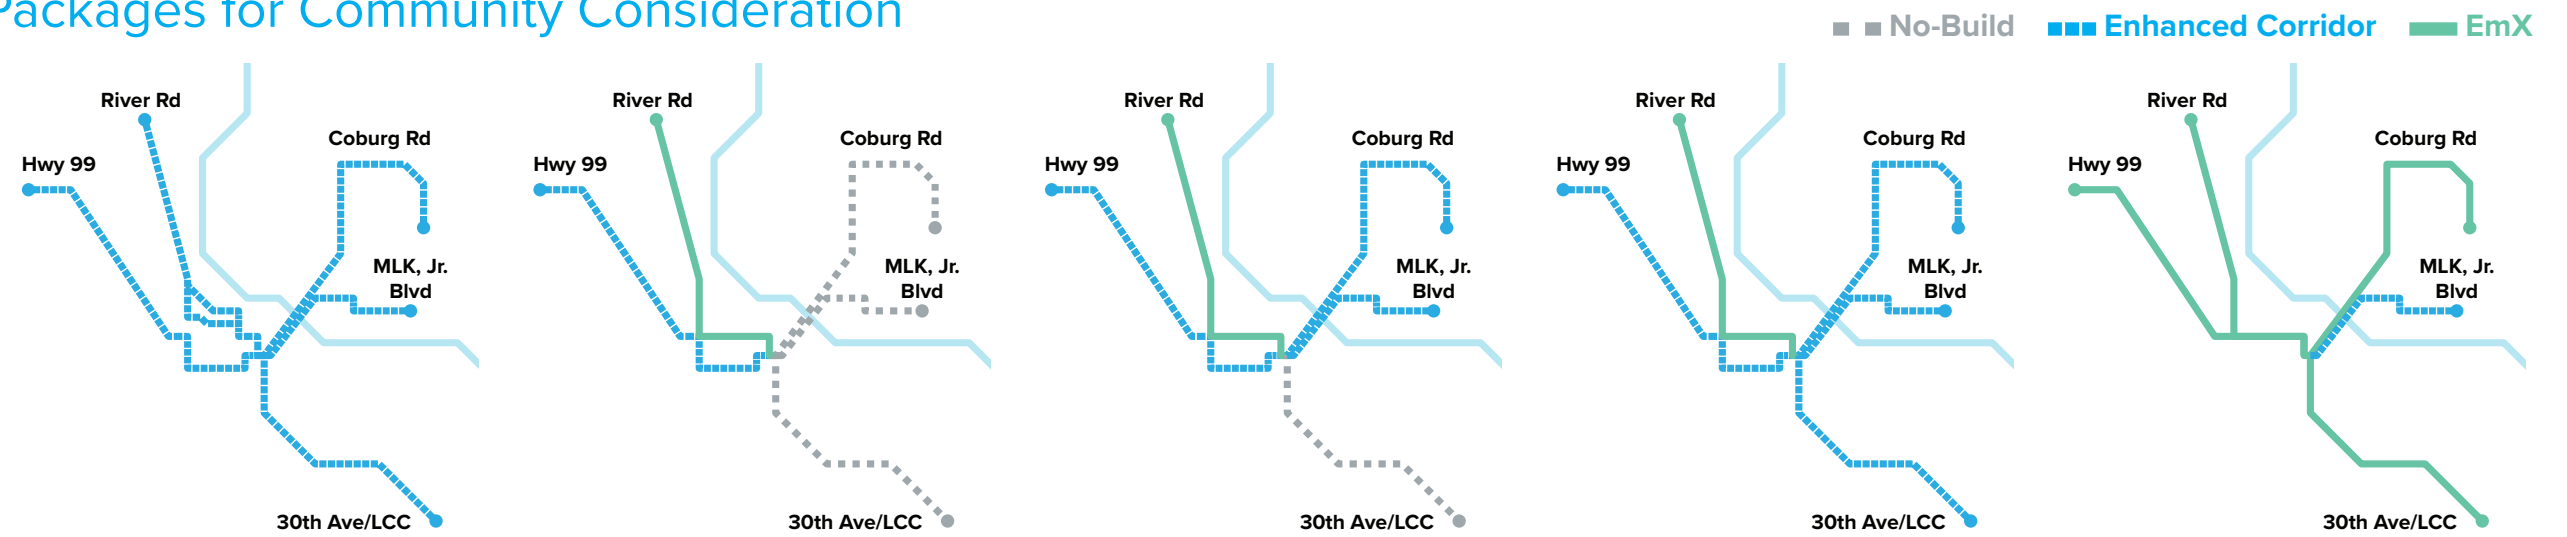 Packages for Community Consideration
No-Build Enhanced Corridor EmX
River Rd
Coburg Rd
Hwy 99
MLK, Jr.
Blvd
30th Ave/LCC
River Rd
Coburg Rd
Hwy 99
MLK, Jr.
Blvd
30th Ave/LCC
River Rd
Coburg Rd
Hwy 99
MLK, Jr.
Blvd
30th Ave/LCC
River Rd
Coburg Rd
Hwy 99
MLK, Jr.
Blvd
30th Ave/LCC
River Rd
Coburg Rd
Hwy 99
MLK, Jr.
Blvd
30th Ave/LCC